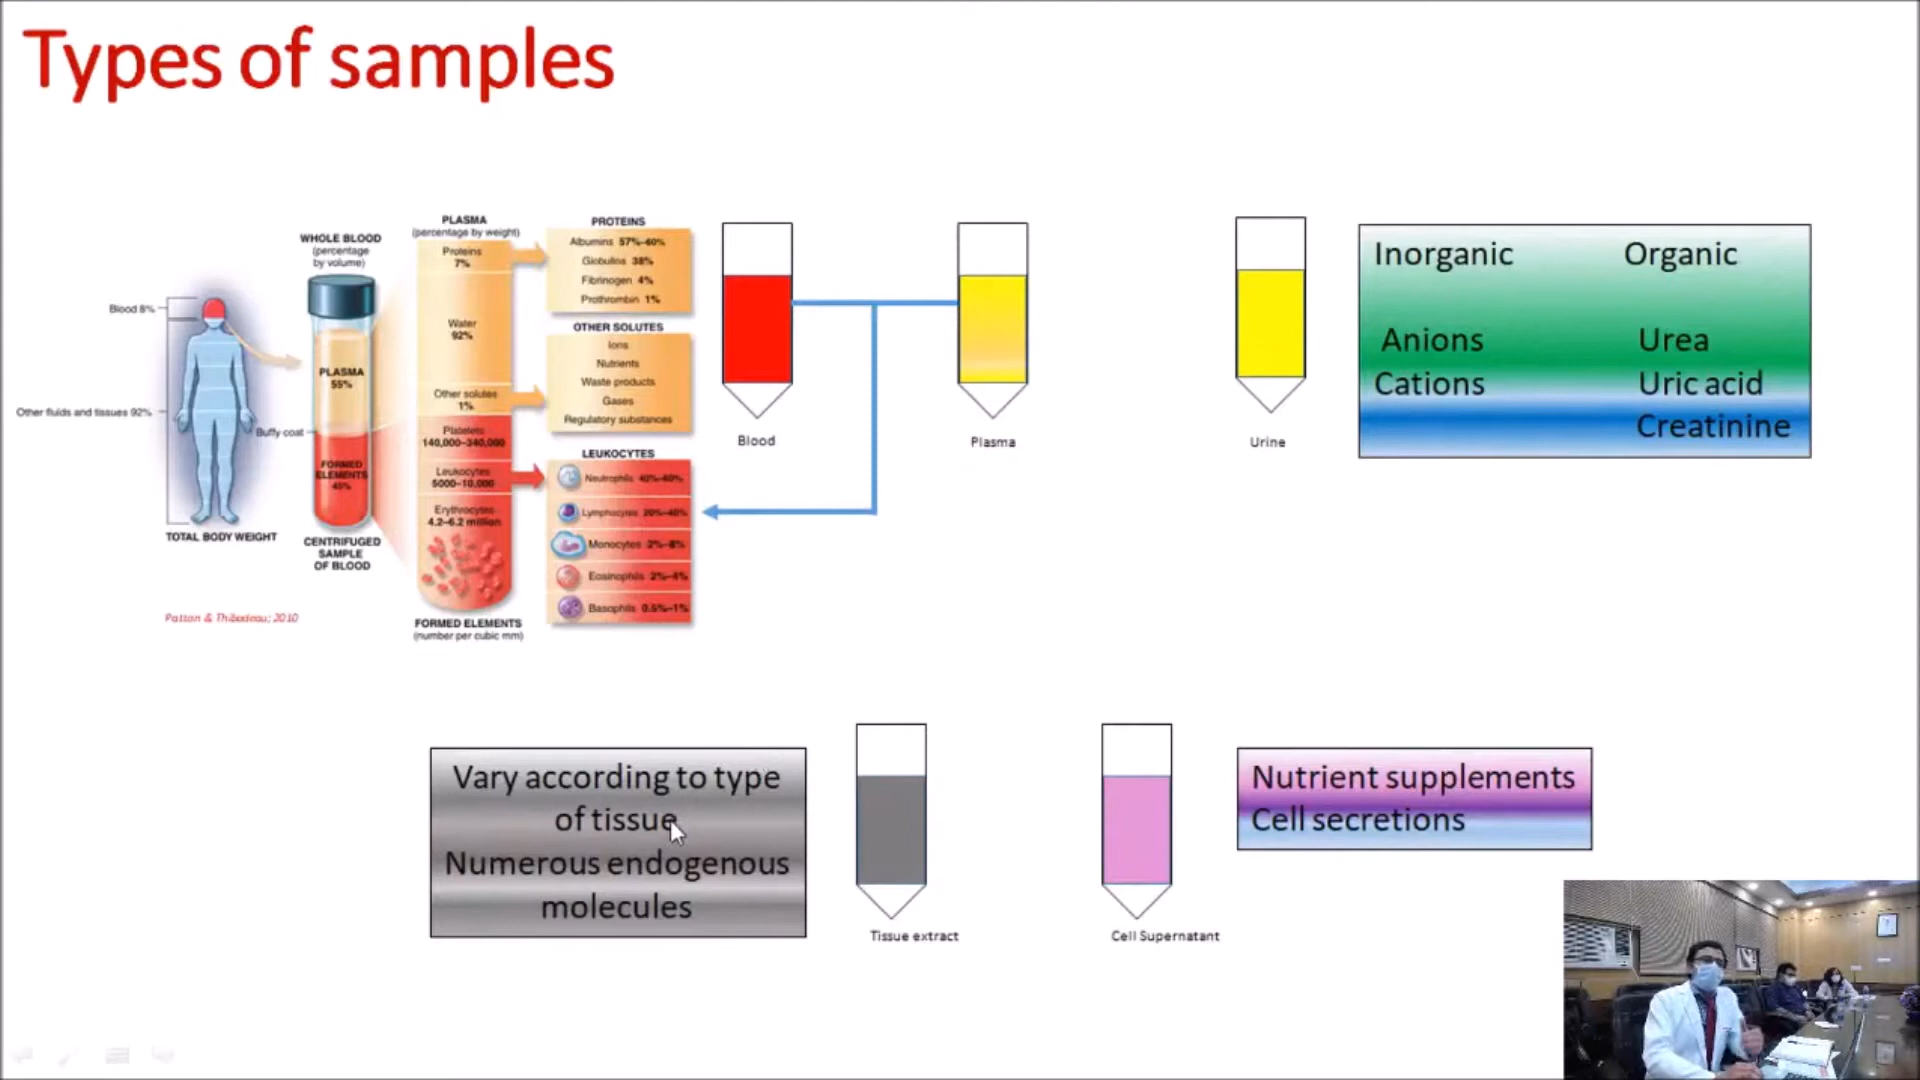 Types of samples
Blood 8%
Other fluids and tissues 92%
TOTAL BODY WEIGHT
Patton & Thibodeau; 2010
WHOLE BLOOD
(percentage
by volume)
PLASMA
55%
Buffy coat
FORMED
ELEMENTS
45%
CENTRIFUGED
SAMPLE
OF BLOOD
PLASMA
(percentage by weight)
Proteins
7%
Water
92%
Other solutes
1%
Platelets
140,000–340,000
Leukocytes
5000–10,000
Erythrocytes
4.2–6.2 million
FORMED ELEMENTS
(number per cubic mm)
PROTEINS
Albumins 57%–60%
Globulins 38%
Fibrinogen 4%
Prothrombin 1%
OTHER SOLUTES
Ions
Nutrients
Waste products
Gases
Regulatory substances
LEUKOCYTES
Neutrophils 40%–60%
Lymphocytes 20%–40%
Monocytes 2%–8%
Eosinophils 2%–4%
Basophils 0.5%–1%
Blood
Plasma
Urine
Inorganic Organic
Anions Urea
Cations Uric acid
Creatinine
Vary according to type
of tissue
Numerous endogenous
molecules
Tissue extract
Cell Supernatant
Nutrient supplements
Cell secretions